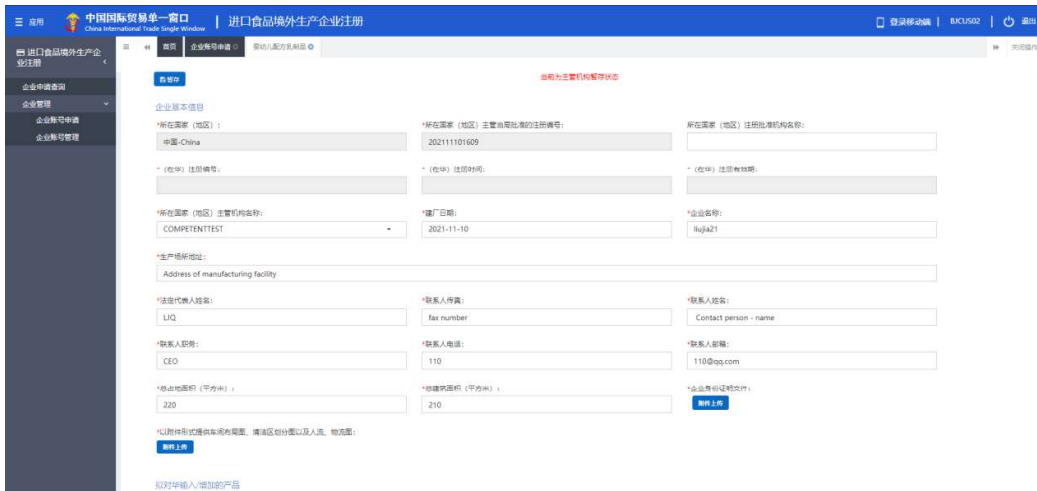 应用 中国国际贸易单一窗口 进口食品境外生产企业注册 登录移动端 BJCUS02 退出
China International Trade Single Window
进口食品境外生产企业注册
首页 企业账号申请 婴幼儿配方乳制品 关闭操作
暂存 当前为主管机构暂存状态
企业申请查询
企业管理
企业账号申请
企业账号管理
企业基本信息
*所在国家（地区）： *所在国家（地区）主管当局批准的注册编号： 所在国家（地区）注册批准机构名称：
中国-China 202111101609
*（在华）注册编号： *（在华）注册时间： *（在华）注册有效期：
*所在国家（地区）主管机构名称： *建厂日期： *企业名称：
COMPETENTTEST 2021-11-10 liujia21
*生产场所地址：
Address of manufacturing facility
*法定代表人姓名： *联系人传真： *联系人姓名：
LIQ fax number Contact person - name
*联系人职务： *联系人电话： *联系人邮箱：
CEO 110 110@qq.com
*总占地面积（平方米）： *总建筑面积（平方米）： *企业身份证明文件：
220 210 附件上传
*以附件形式提供车间布局图、清洁区划分图以及人流、物流图：
附件上传
拟对华输入/增加的产品